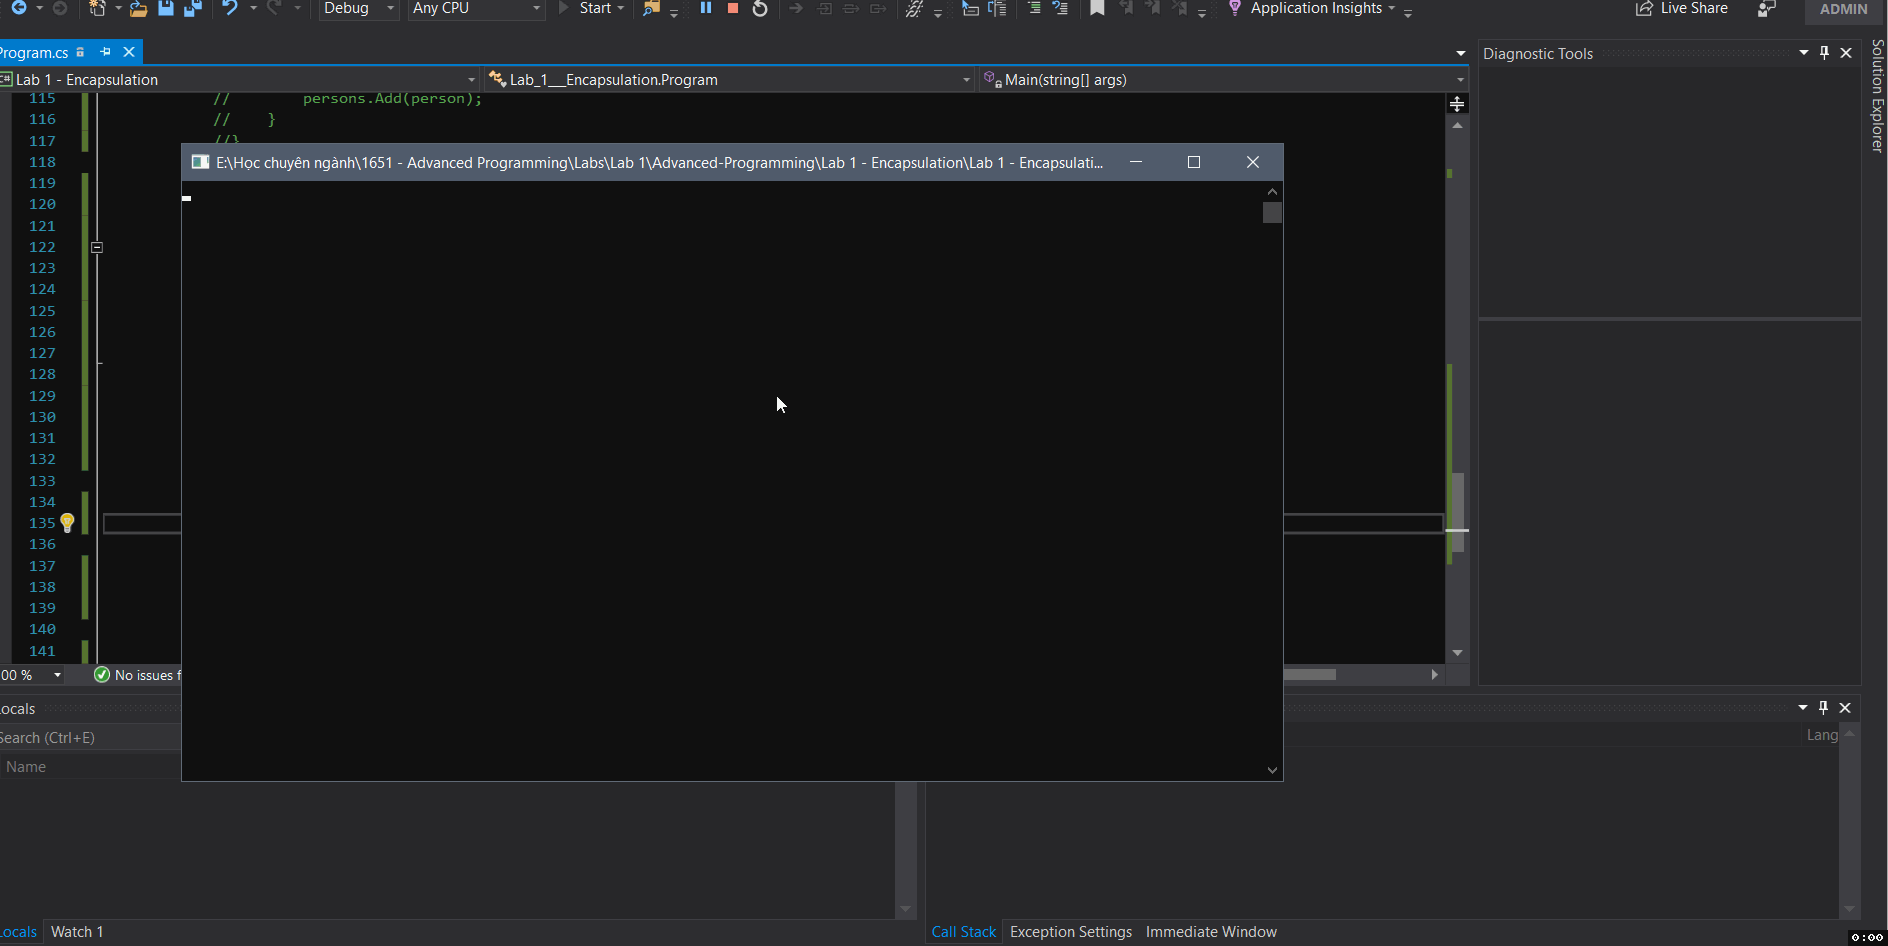 Debug Any CPU Start Application Insights Live Share ADMIN
Program.cs
Diagnostic Tools
Solution Explorer
C# Lab 1 - Encapsulation
Lab_1___Encapsulation.Program
Main(string[] args)
115 // persons.Add(person);
116 // }
117 //}
118
E:\Học chuyên ngành\1651 - Advanced Programming\Labs\Lab 1\Advanced-Programming\Lab 1 - Encapsulation\Lab 1 - Encapsulati...
119
120
121
122
123
124
125
126
127
128
129
130
131
132
133
134
135
136
137
138
139
140
141
00 % No issues f
ocals
Search (Ctrl+E)
Lang
Name
ocals Watch 1
Call Stack Exception Settings Immediate Window
0:00